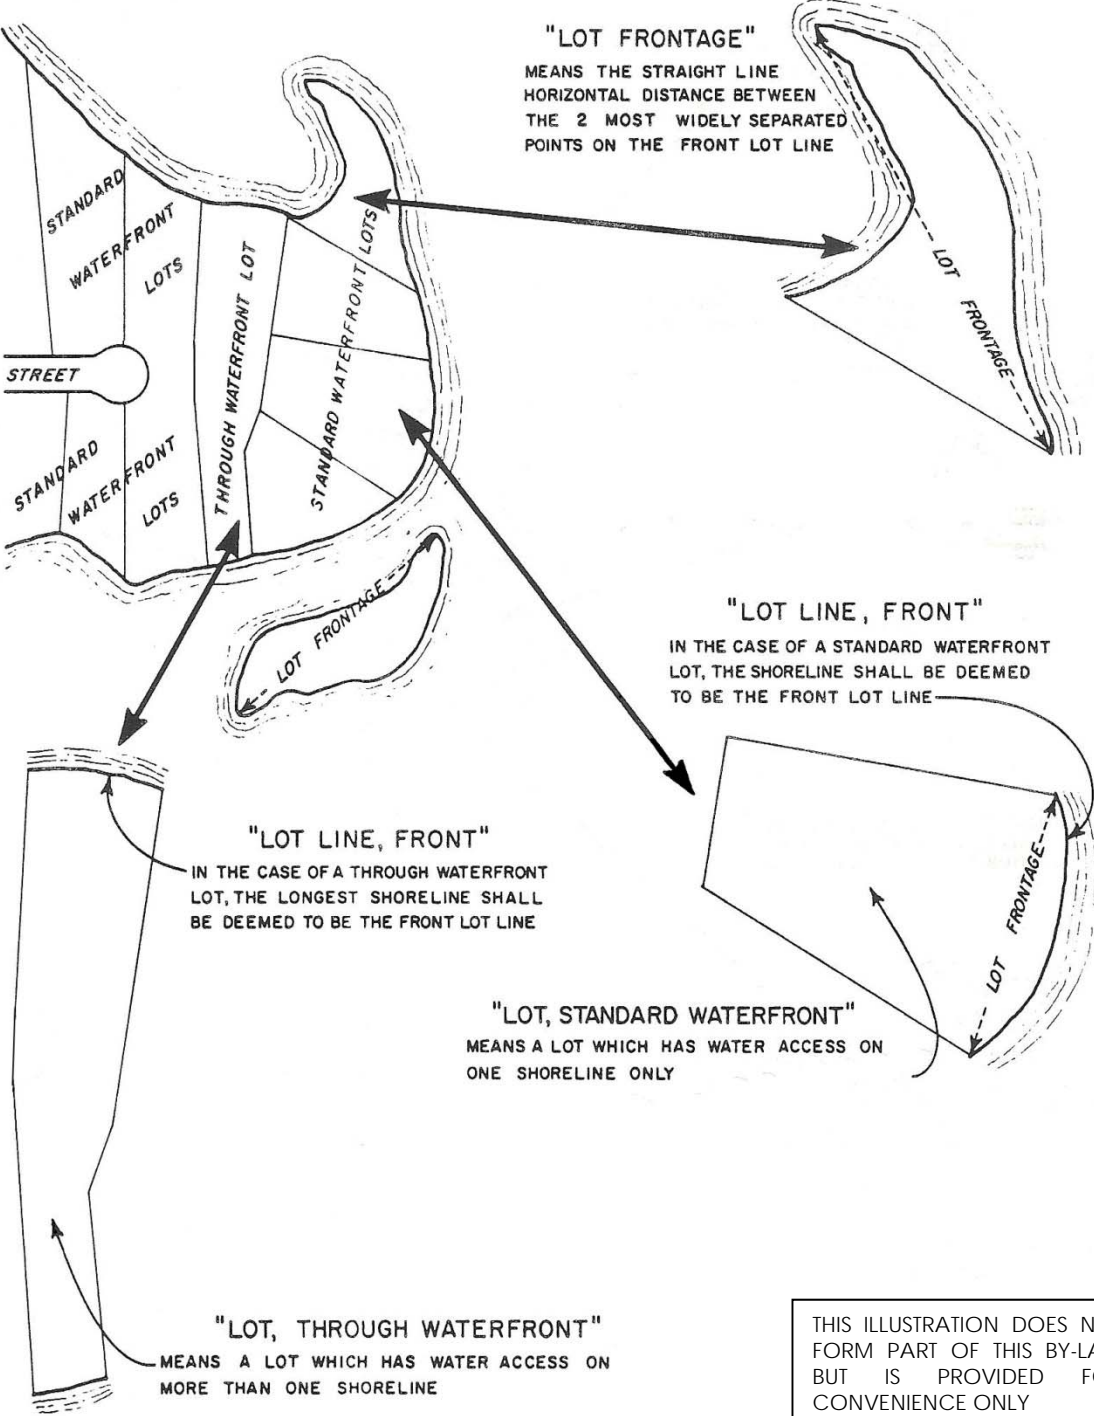 "LOT FRONTAGE"
MEANS THE STRAIGHT LINE
HORIZONTAL DISTANCE BETWEEN
THE 2 MOST WIDELY SEPARATED
POINTS ON THE FRONT LOT LINE
STANDARD
WATERFRONT
LOTS
THROUGH WATERFRONT LOT
STANDARD WATERFRONT LOTS
STREET
STANDARD
WATERFRONT
LOTS
LOT FRONTAGE
LOT FRONTAGE
"LOT LINE, FRONT"
IN THE CASE OF A STANDARD WATERFRONT
LOT, THE SHORELINE SHALL BE DEEMED
TO BE THE FRONT LOT LINE
LOT FRONTAGE
"LOT LINE, FRONT"
IN THE CASE OF A THROUGH WATERFRONT
LOT, THE LONGEST SHORELINE SHALL
BE DEEMED TO BE THE FRONT LOT LINE
"LOT, STANDARD WATERFRONT"
MEANS A LOT WHICH HAS WATER ACCESS ON
ONE SHORELINE ONLY
"LOT, THROUGH WATERFRONT"
MEANS A LOT WHICH HAS WATER ACCESS ON
MORE THAN ONE SHORELINE
THIS ILLUSTRATION DOES
FORM PART OF THIS
BUT IS PROVIDED
CONVENIENCE ONLY